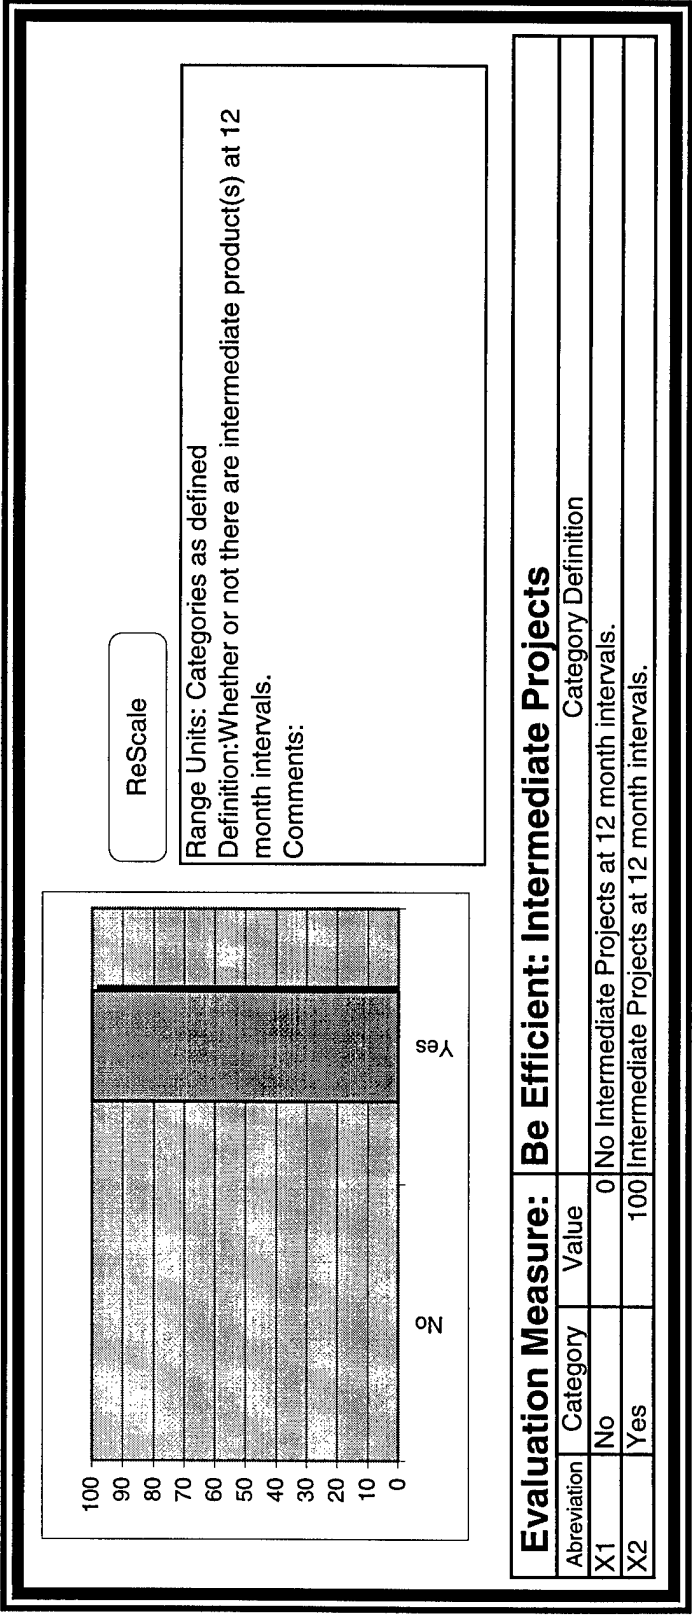 100
90
80
70
60
50
40
30
20
10
0
No
Yes
ReScale
Range Units: Categories as defined
Definition:Whether or not there are intermediate product(s) at 12
month intervals.
Comments:
Evaluation Measure: Be Efficient: Intermediate Projects
Abreviation Category Value Category Definition
X1 No 0 No Intermediate Projects at 12 month intervals.
X2 Yes 100 Intermediate Projects at 12 month intervals.